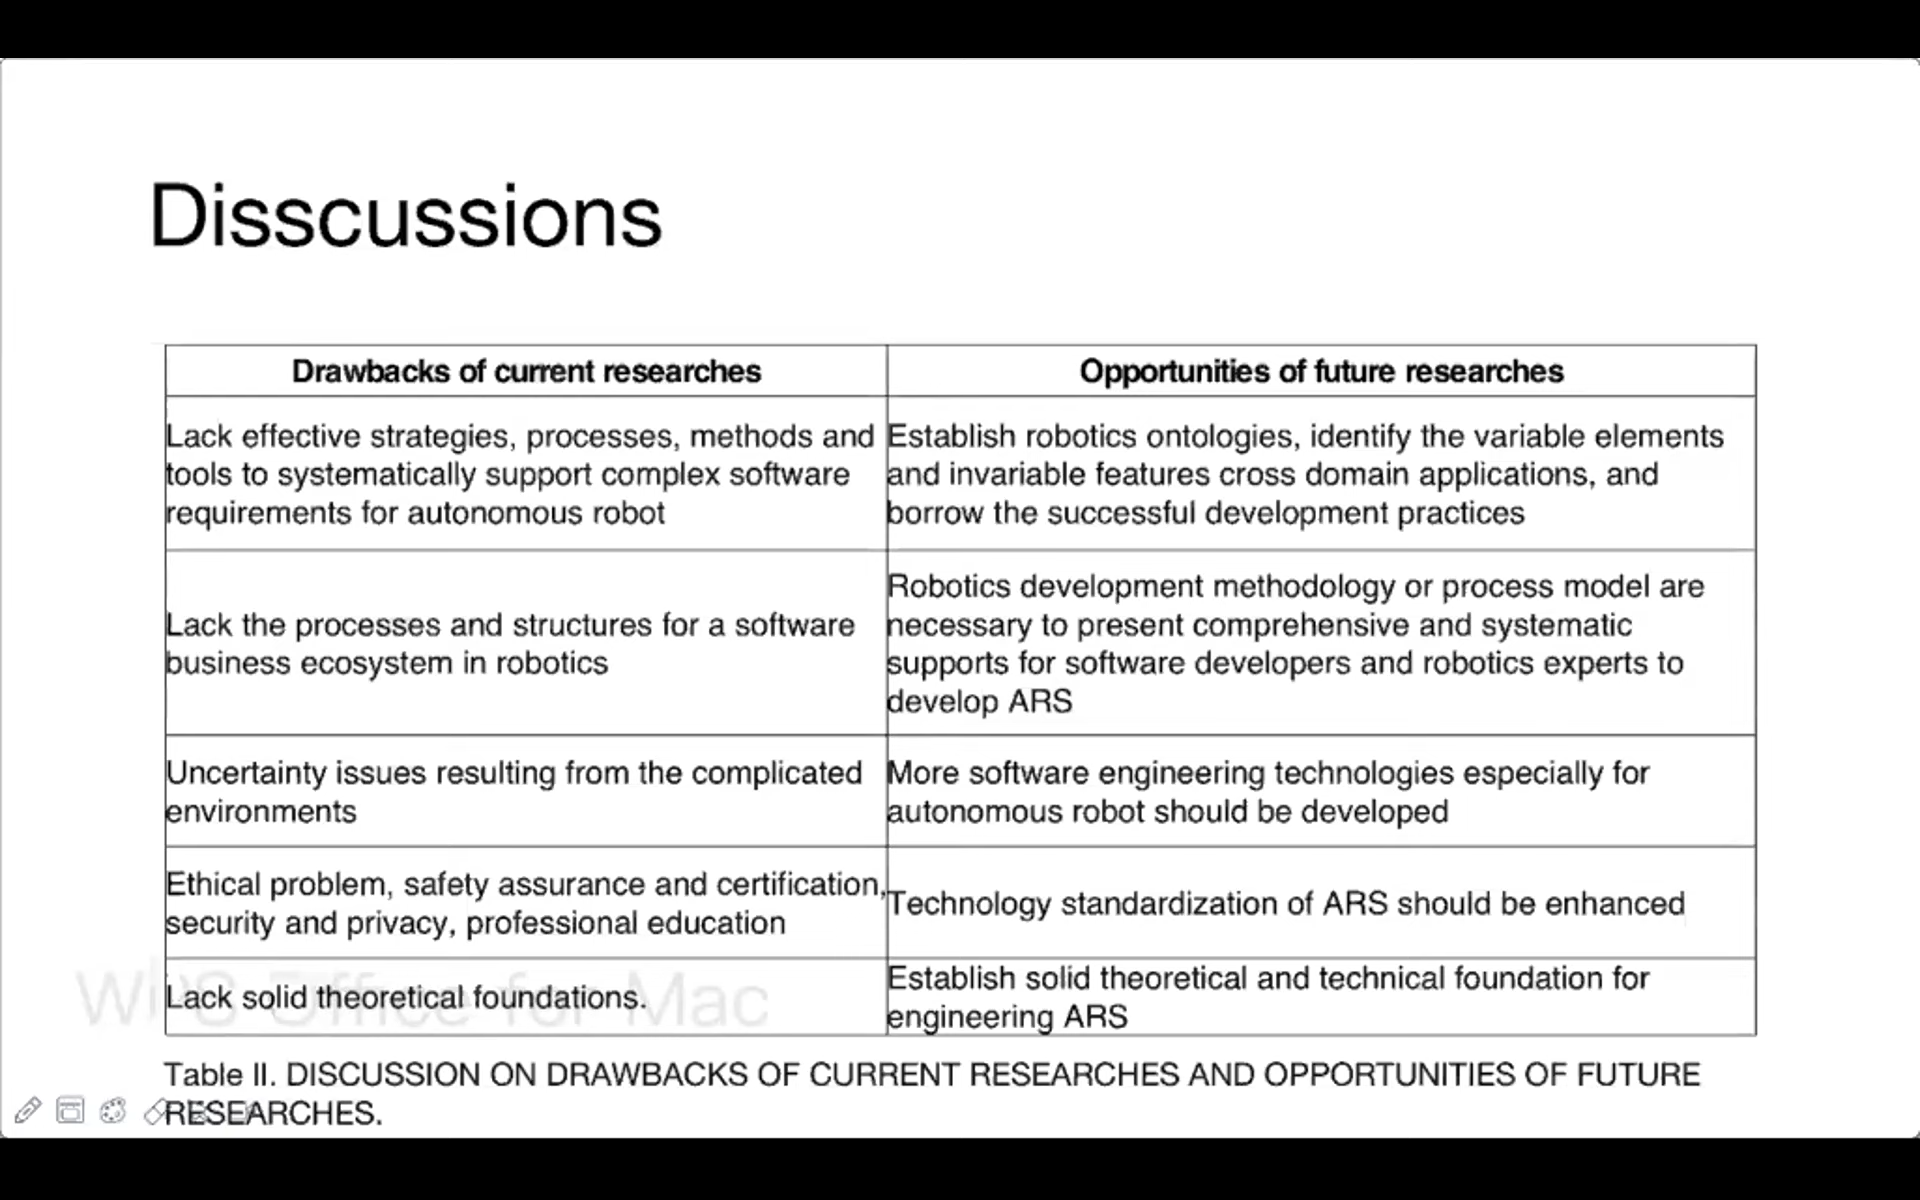 Disscussions
Drawbacks of current researches
Opportunities of future researches
Lack effective strategies, processes, methods and
tools to systematically support complex software
requirements for autonomous robot
Establish robotics ontologies, identify the variable elements
and invariable features cross domain applications, and
borrow the successful development practices
Lack the processes and structures for a software
business ecosystem in robotics
Robotics development methodology or process model are
necessary to present comprehensive and systematic
supports for software developers and robotics experts to
develop ARS
Uncertainty issues resulting from the complicated
environments
More software engineering technologies especially for
autonomous robot should be developed
Ethical problem, safety assurance and certification,
security and privacy, professional education
Technology standardization of ARS should be enhanced
Lack solid theoretical foundations.
Establish solid theoretical and technical foundation for
engineering ARS
WPS Office for Mac
Table II. DISCUSSION ON DRAWBACKS OF CURRENT RESEARCHES AND OPPORTUNITIES OF FUTURE
RESEARCHES.